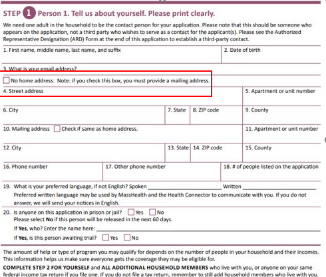 STEP 1 Person 1. Tell us about yourself. Please print clearly.
We need one adult in the household to be the contact person for your application. Please note that this should be someone who
appears on the application, not a third party who wishes to serve as a contact for the applicant(s). Please see the Authorized
Representative Designation (ARD) Form at the end of this application to establish a third-party contact.
1. First name, middle name, last name, and suffix 2. Date of birth
3. What is your email address?
No home address. Note: if you check this box, you must provide a mailing address.
4. Street address 5. Apartment or unit number
6. City 7. State 8. ZIP code 9. County
10. Mailing address Check if same as home address. 11. Apartment or unit number
12. City 13. State 14. ZIP code 15. County
16. Phone number 17. Other phone number 18. # of people listed on the application
19. What is your preferred language, if not English? Spoken Written
Preferred written language may be used by MassHealth and the Health Connector to communicate with you. If you do not
answer, we will send your notices in English.
20. Is anyone on this application in prison or jail? Yes No
Please select No if this person will be released in the next 60 days.
If Yes, who? Enter the name here:
If Yes, is this person awaiting trial? Yes No
The amount of help or type of program you may qualify for depends on the number of people in your household and their incomes.
This information helps us make sure everyone gets the coverage they may be eligible for.
COMPLETE STEP 2 FOR YOURSELF and ALL ADDITIONAL HOUSEHOLD MEMBERS who live with you, or anyone on your same
federal income tax return if you file one. If you do not file a tax return, remember to still add household members who live with you.